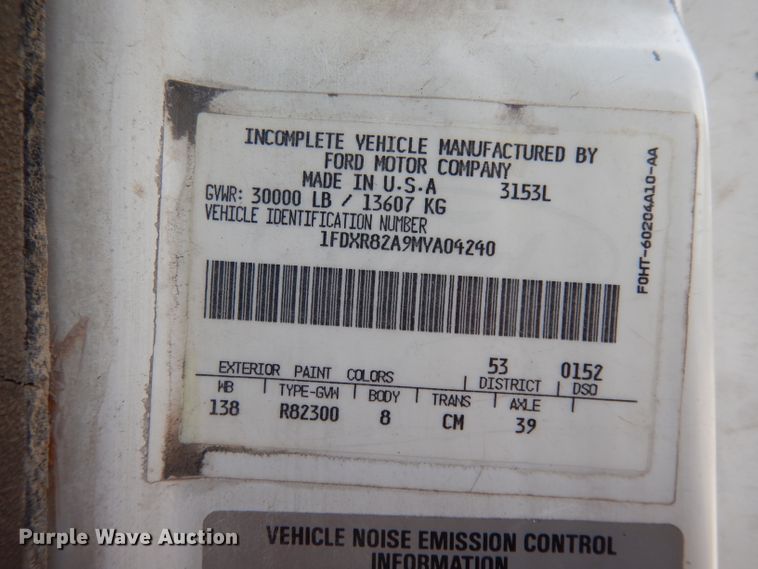 INCOMPLETE VEHICLE MANUFACTURED BY
FORD MOTOR COMPANY
MADE IN U.S.A 3153L
GVWR: 30000 LB / 13607 KG
VEHICLE IDENTIFICATION NUMBER
1FDXR82A9MVA04240
53 0152
EXTERIOR PAINT COLORS DISTRICT DSO
WB TYPE-GVW BODY TRANS AXLE
138 R82300 8 CM 39
F0HT-60204A10-AA
VEHICLE NOISE EMISSION CONTROL
INFORMATION
Purple Wave Auction